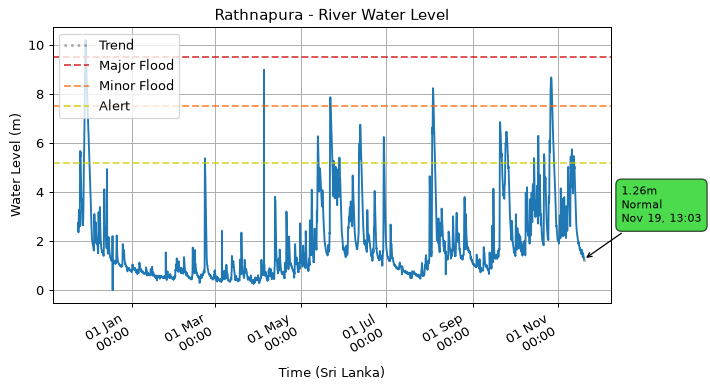 Rathnapura - River Water Level
Trend
Major Flood
Minor Flood
Alert
10
8
6
4
2
0
Water Level (m)
1.26m
Normal
Nov 19, 13:03
01 Jan
00:00
01 Mar
00:00
01 May
00:00
01 Jul
00:00
01 Sep
00:00
01 Nov
00:00
Time (Sri Lanka)